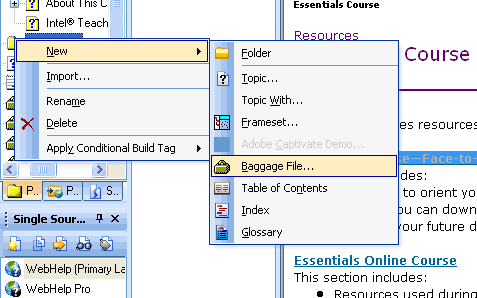 About This C
Intel® Teach
Essentials Course
Resources
Course
New
Import...
Rename
Delete
Apply Conditional Build Tag
Folder
Topic...
Topic With...
Frameset...
Adobe Captivate Demo...
Baggage File...
Table of Contents
Index
Glossary
es resources
e—Face-to-
des:
to orient you
ou can down
your future d
P..
P..
S..
Single Sour...
WebHelp (Primary La
WebHelp Pro
Essentials Online Course
This section includes:
Resources used during